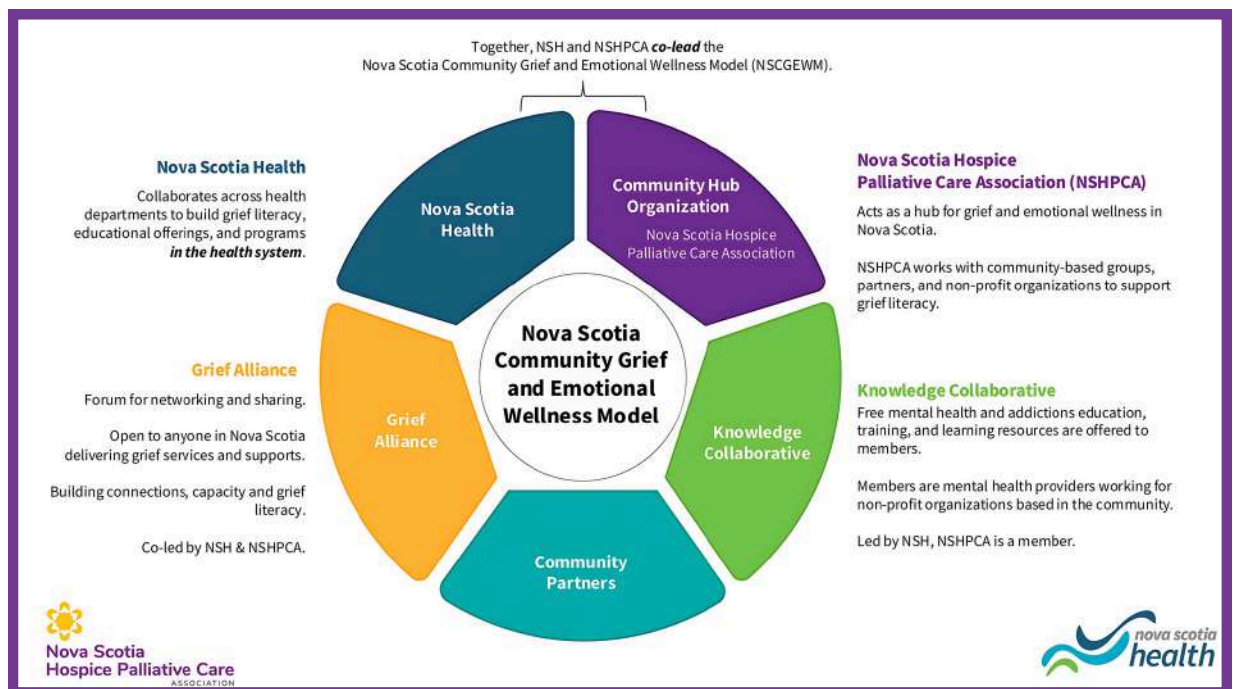 Together, NSH and NSHPCA co-lead the
Nova Scotia Community Grief and Emotional Wellness Model (NSCGEWM).
Nova Scotia Health
Collaborates across health
departments to build grief literacy,
educational offerings, and programs
in the health system.
Grief Alliance
Forum for networking and sharing.
Open to anyone in Nova Scotia
delivering grief services and supports.
Building connections, capacity and grief
literacy.
Co-led by NSH & NSHPCA.
Nova Scotia
Health
Community Hub
Organization
Nova Scotia Hospice
Palliative Care Association
Nova Scotia
Community Grief
and Emotional
Wellness Model
Grief
Alliance
Knowledge
Collaborative
Community
Partners
Nova Scotia Hospice
Palliative Care Association (NSHPCA)
Acts as a hub for grief and emotional wellness in
Nova Scotia.
NSHPCA works with community-based groups,
partners, and non-profit organizations to support
grief literacy.
Knowledge Collaborative
Free mental health and addictions education,
training, and learning resources are offered to
members.
Members are mental health providers working for
non-profit organizations based in the community.
Led by NSH, NSHPCA is a member.
Nova Scotia
Hospice Palliative Care
ASSOCIATION
nova scotia
health